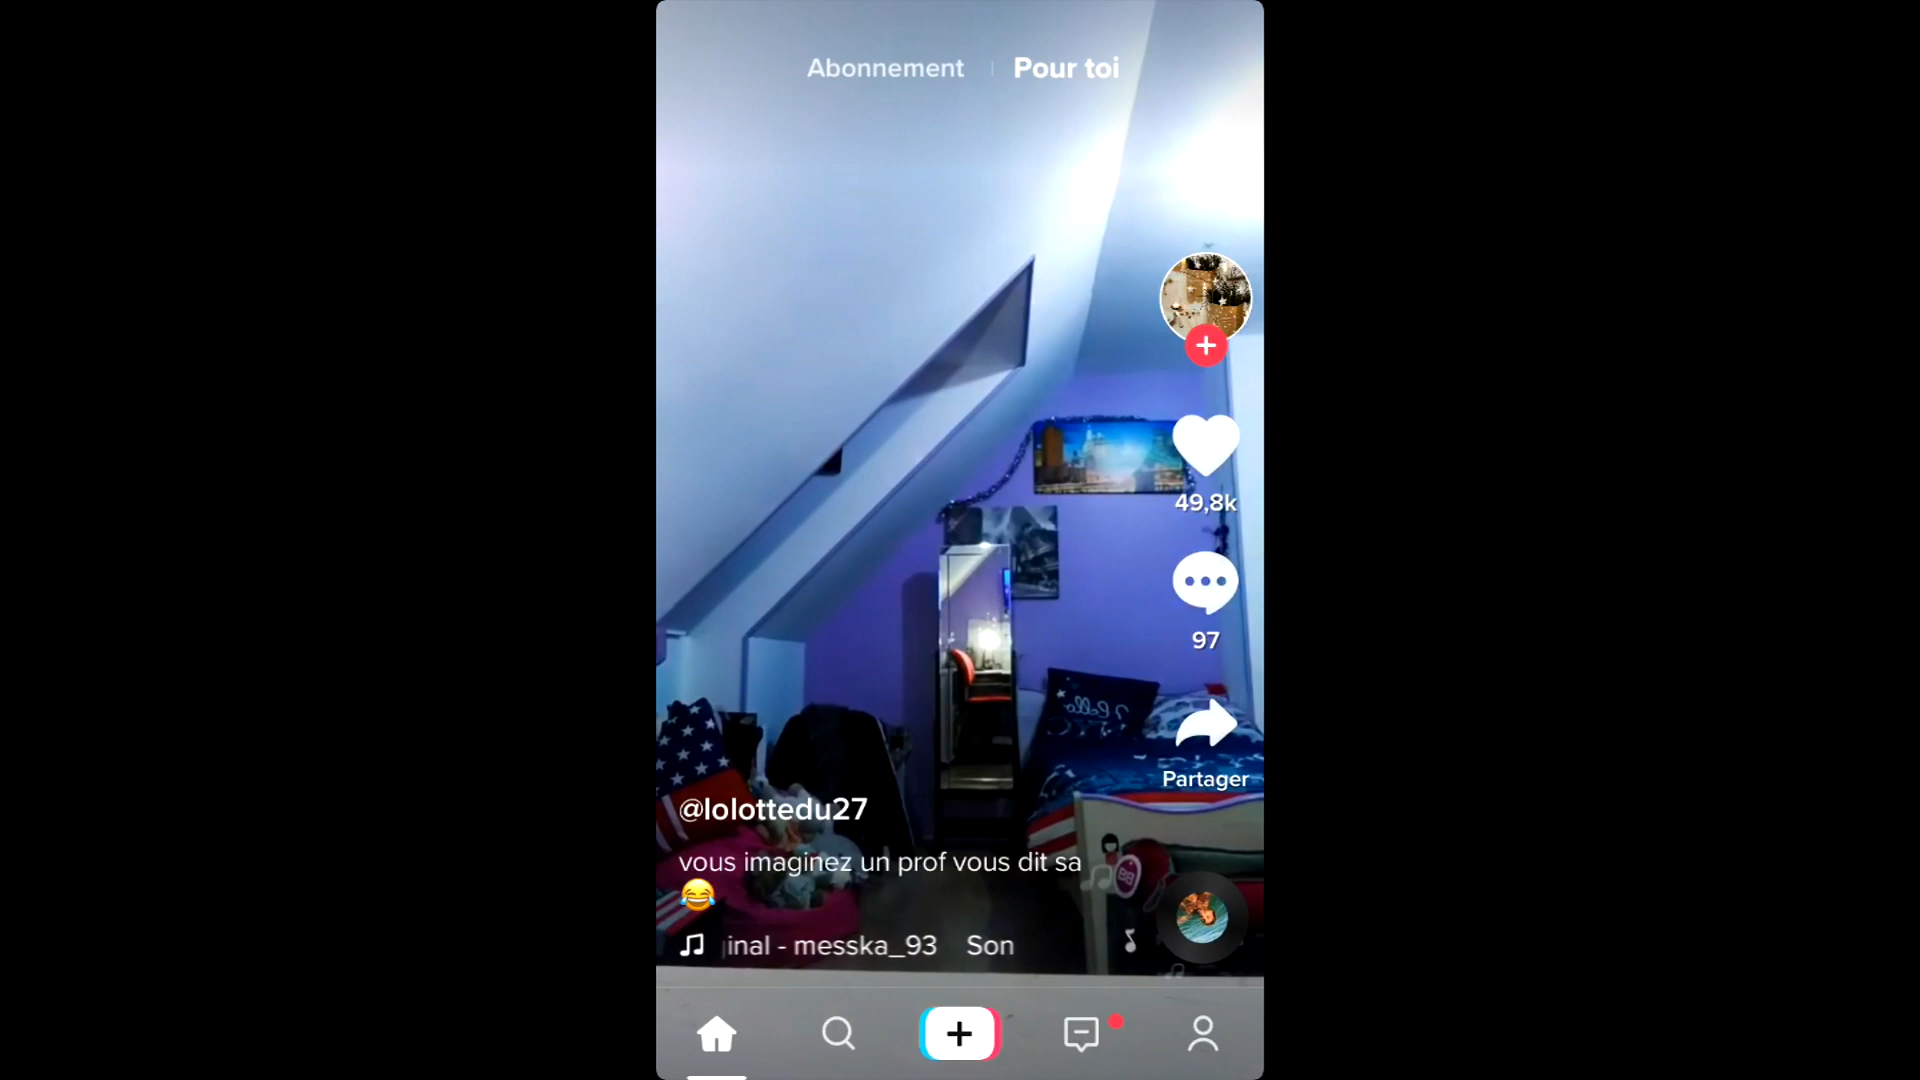 Abonnement Pour toi
49,8k
97
Partager
@lolottedu27
vous imaginez un prof vous dit sa
😂
inal - messka_93 Son